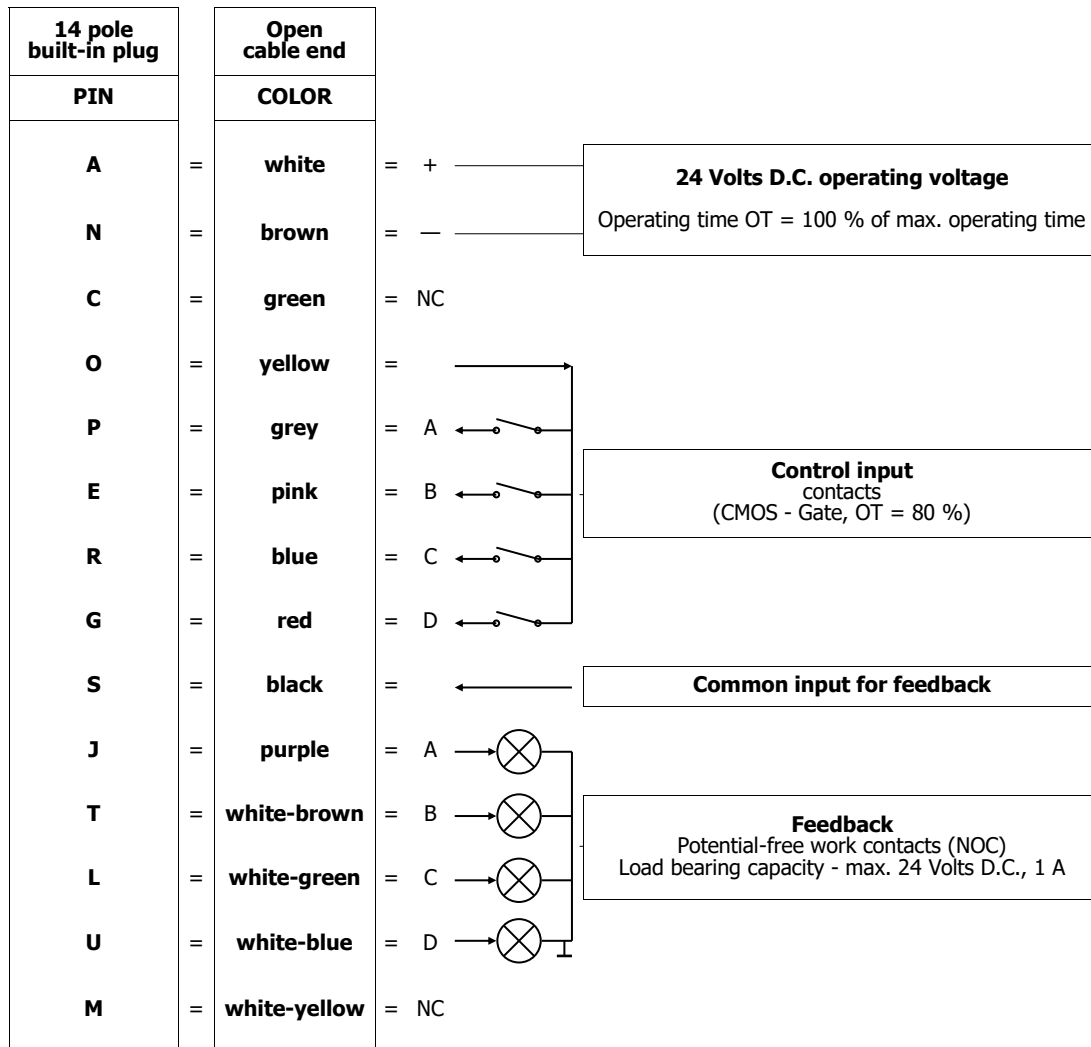 14 pole
built-in plug
Open
cable end
PIN
COLOR
A = white = +
24 Volts D.C. operating voltage
Operating time OT = 100 % of max. operating time
N = brown = —
C = green = NC
O = yellow =
P = grey = A
E = pink = B
Control input
contacts
(CMOS - Gate, OT = 80 %)
R = blue = C
G = red = D
S = black =
Common input for feedback
J = purple = A
T = white-brown = B
Feedback
Potential-free work contacts (NOC)
Load bearing capacity - max. 24 Volts D.C., 1 A
L = white-green = C
U = white-blue = D
M = white-yellow = NC